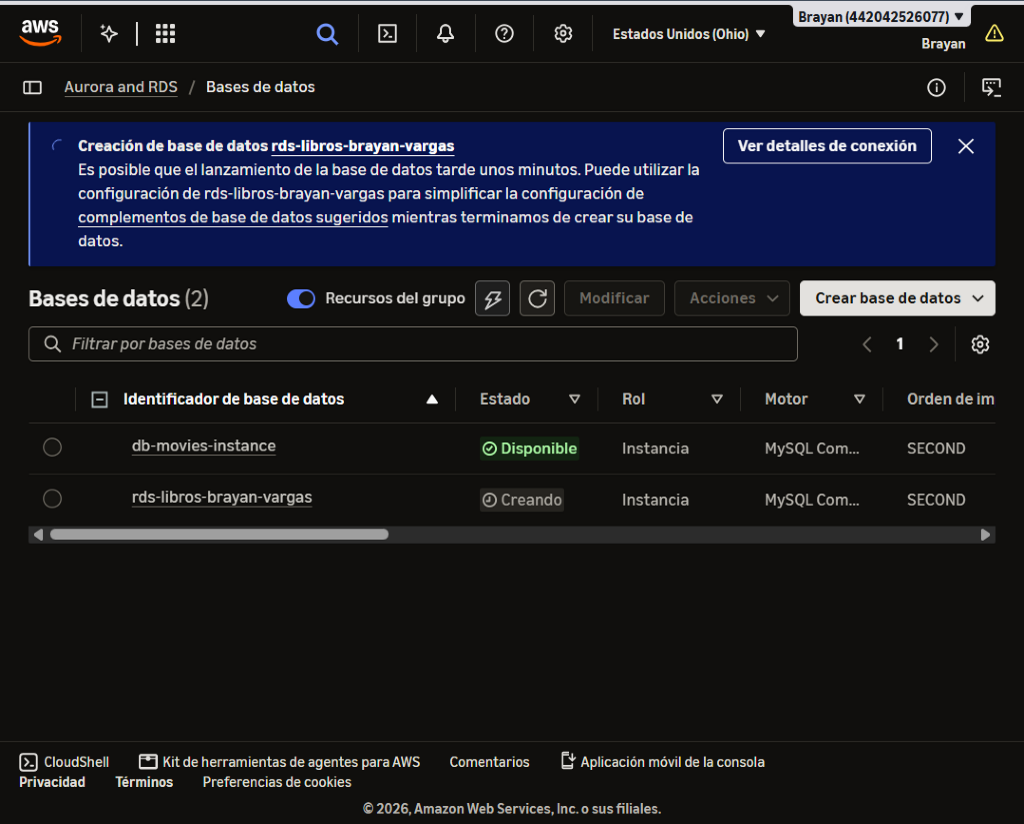 aws
Estados Unidos (Ohio) ▼
Brayan (442042526077) ▼
Brayan
Aurora and RDS / Bases de datos
Creación de base de datos rds-libros-brayan-vargas
Es posible que el lanzamiento de la base de datos tarde unos minutos. Puede utilizar la
configuración de rds-libros-brayan-vargas para simplificar la configuración de
complementos de base de datos sugeridos mientras terminamos de crear su base de
datos.
Ver detalles de conexión
Bases de datos (2)
Recursos del grupo
Modificar
Acciones
Crear base de datos
Filtrar por bases de datos
1
Identificador de base de datos Estado Rol Motor Orden de im
db-movies-instance Disponible Instancia MySQL Com... SECOND
rds-libros-brayan-vargas Creando Instancia MySQL Com... SECOND
CloudShell Kit de herramientas de agentes para AWS Comentarios Aplicación móvil de la consola
Privacidad Términos Preferencias de cookies
© 2026, Amazon Web Services, Inc. o sus filiales.